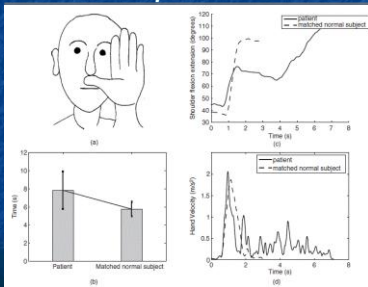 (a)
Shoulder flexion extension (degrees)
110
100
90
80
70
60
50
40
30
patient
matched normal subject
0 1 2 3 4 5 6 7 8
Time (s)
(c)
Time (s)
12
10
8
6
4
2
0
Patient
Matched normal subject
(b)
Hand Velocity (m/s²)
2
1.5
1
0.5
0
patient
matched normal subject
0 1 2 3 4 5 6 7 8
Time (s)
(d)